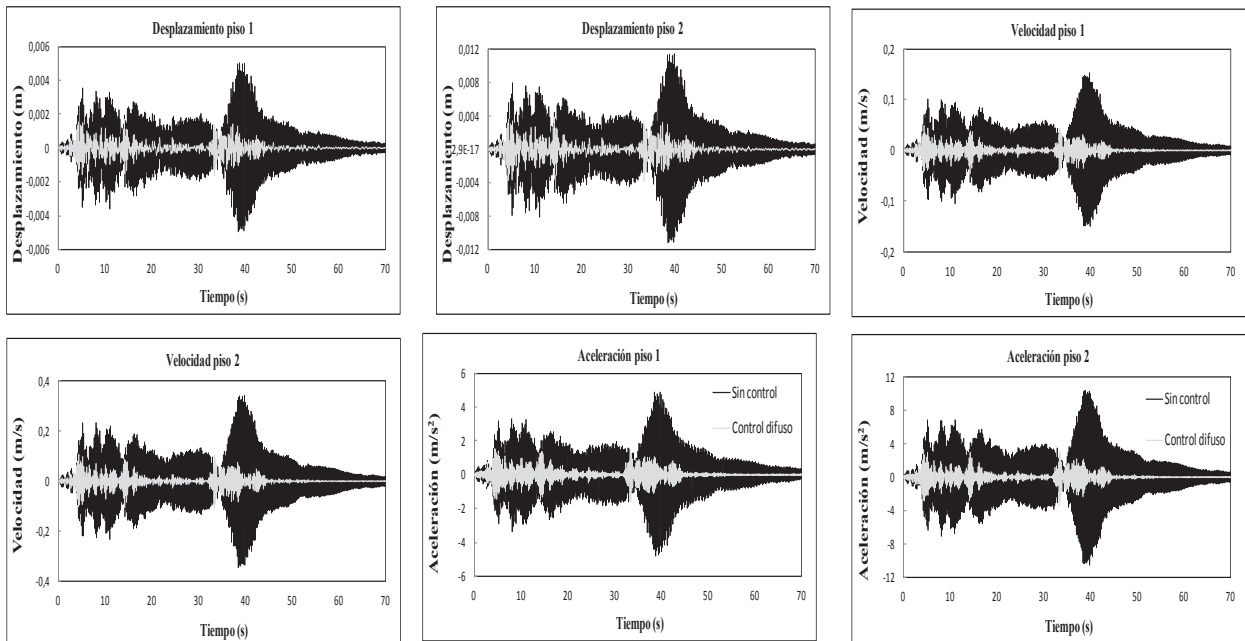 Desplazamiento piso 1
0,006
0,004
0,002
0
-0,002
-0,004
-0,006
Desplazamiento (m)
0 10 20 30 40 50 60 70
Tiempo (s)
Desplazamiento piso 2
0,012
0,008
0,004
2,9E-17
-0,004
-0,008
-0,012
Desplazamiento (m)
0 10 20 30 40 50 60 70
Tiempo (s)
Velocidad piso 1
0,2
0,1
0
-0,1
-0,2
Velocidad (m/s)
0 10 20 30 40 50 60 70
Tiempo (s)
Velocidad piso 2
0,4
0,2
0
-0,2
-0,4
Velocidad (m/s)
0 10 20 30 40 50 60 70
Tiempo (s)
Aceleración piso 1
6
4
2
0
-2
-4
-6
Aceleración (m/s²)
Sin control
Control difuso
0 10 20 30 40 50 60 70
Tiempo (s)
Aceleración piso 2
12
8
4
0
-4
-8
-12
Aceleración (m/s²)
Sin control
Control difuso
0 10 20 30 40 50 60 70
Tiempo (s)